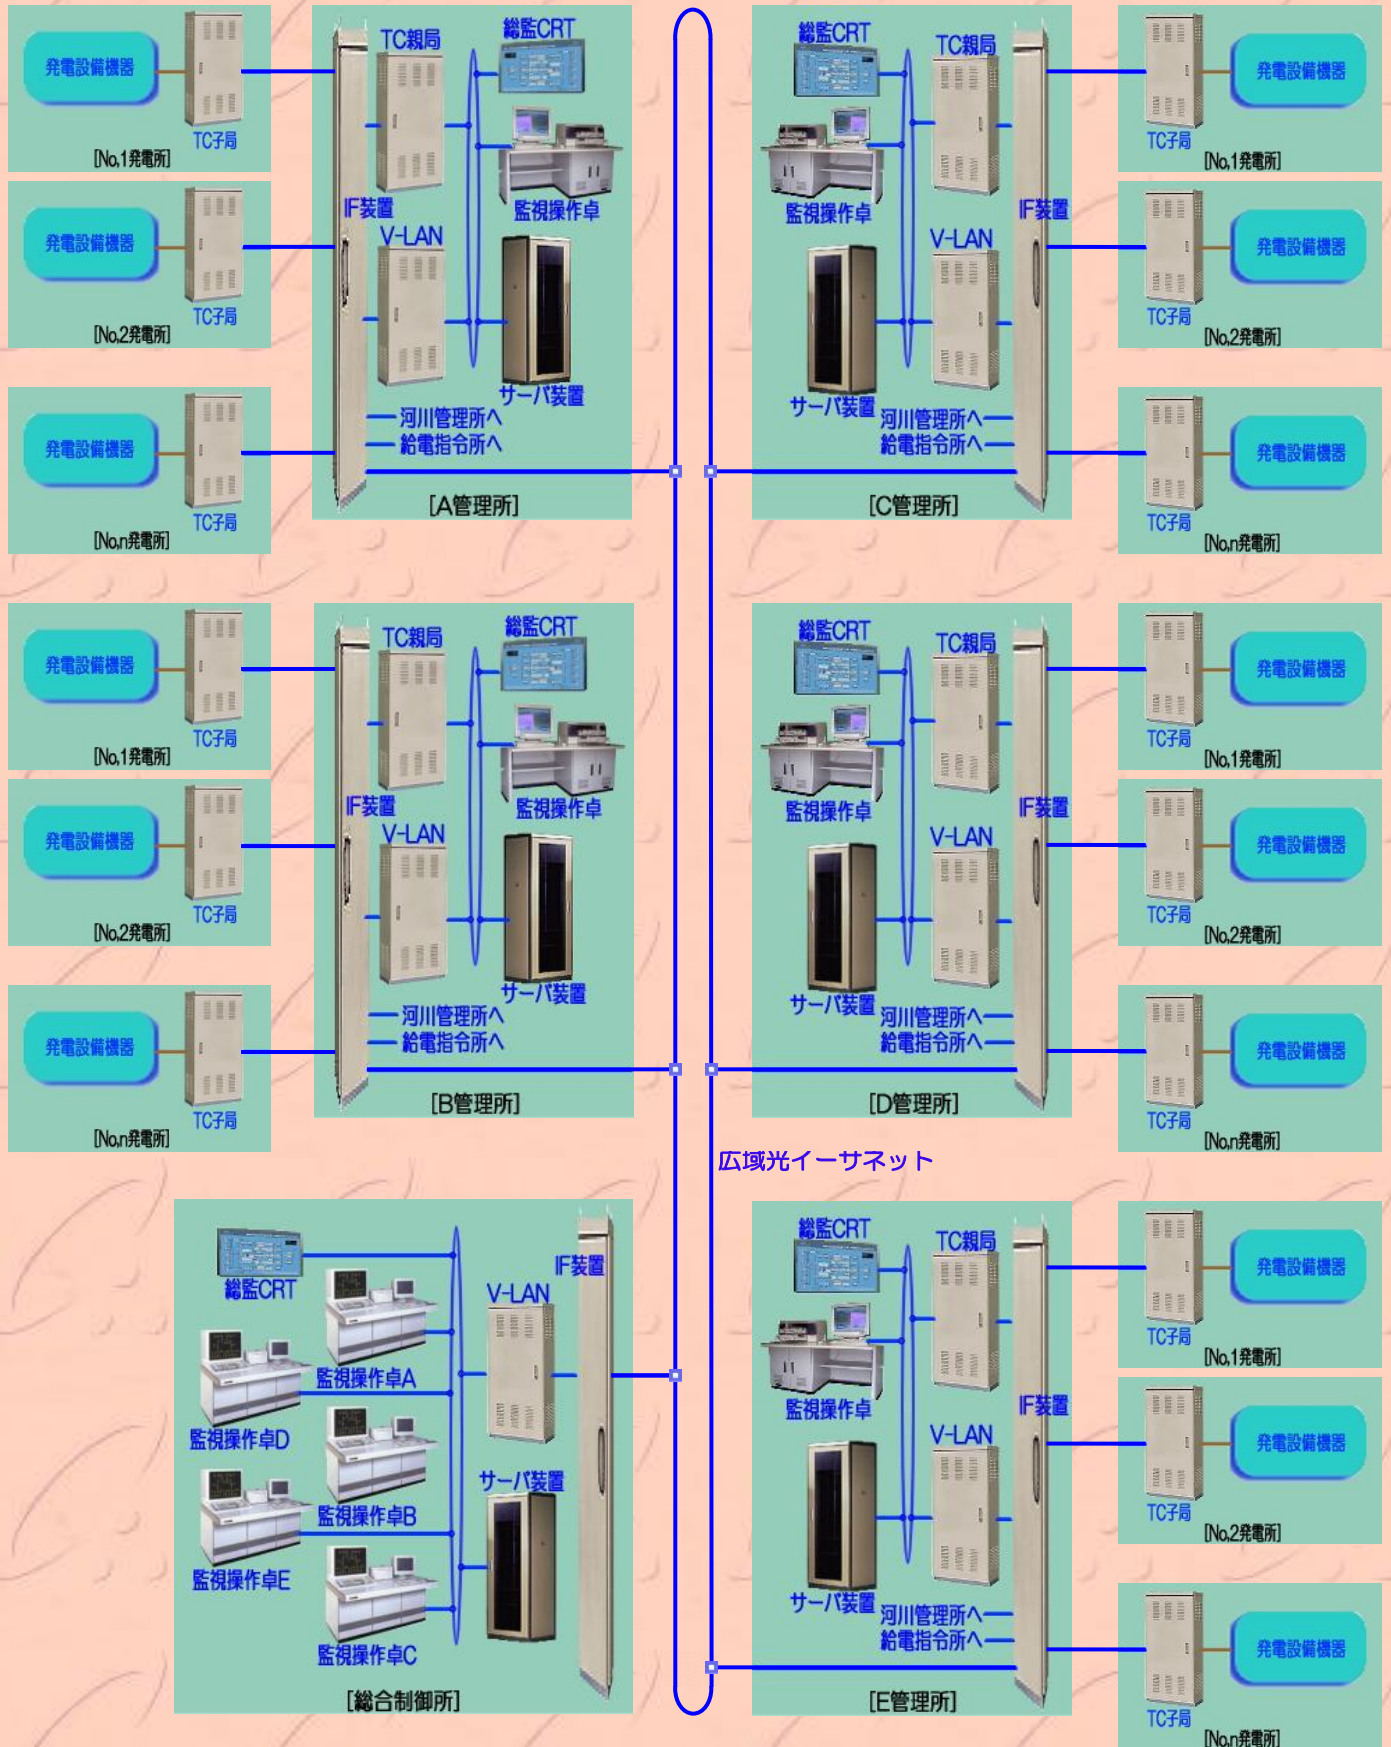 発電設備機器
TC子局
[No,1発電所]
発電設備機器
TC子局
[No,2発電所]
発電設備機器
TC子局
[No,n発電所]
TC親局
総監CRT
監視操作卓
IF装置
V-LAN
サーバ装置
河川管理所へ
給電指令所へ
[A管理所]
総監CRT
TC親局
監視操作卓
IF装置
V-LAN
サーバ装置
河川管理所へ
給電指令所へ
[C管理所]
発電設備機器
TC子局
[No,1発電所]
発電設備機器
TC子局
[No,2発電所]
発電設備機器
TC子局
[No,n発電所]
発電設備機器
TC子局
[No,1発電所]
発電設備機器
TC子局
[No,2発電所]
発電設備機器
TC子局
[No,n発電所]
TC親局
総監CRT
監視操作卓
IF装置
V-LAN
サーバ装置
河川管理所へ
給電指令所へ
[B管理所]
総監CRT
TC親局
監視操作卓
IF装置
V-LAN
サーバ装置
河川管理所へ
給電指令所へ
[D管理所]
発電設備機器
TC子局
[No,1発電所]
発電設備機器
TC子局
[No,2発電所]
発電設備機器
TC子局
[No,n発電所]
広域光イーサネット
総監CRT
IF装置
V-LAN
監視操作卓A
監視操作卓D
サーバ装置
監視操作卓B
監視操作卓E
監視操作卓C
[総合制御所]
総監CRT
TC親局
監視操作卓
IF装置
V-LAN
サーバ装置
河川管理所へ
給電指令所へ
[E管理所]
発電設備機器
TC子局
[No,1発電所]
発電設備機器
TC子局
[No,2発電所]
発電設備機器
TC子局
[No,n発電所]